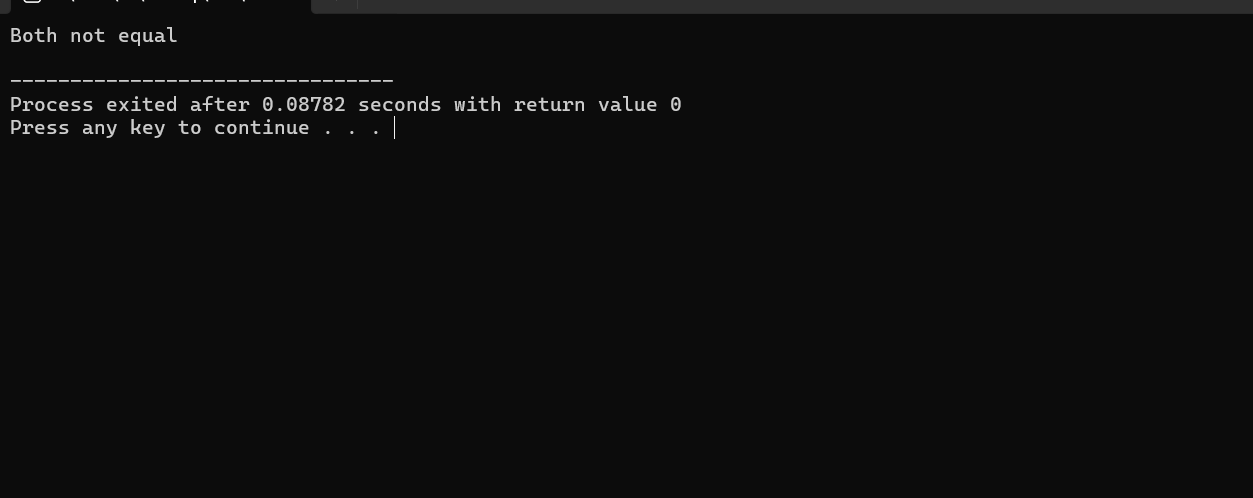 Both not equal
--------------------------------
Process exited after 0.08782 seconds with return value 0
Press any key to continue . . .